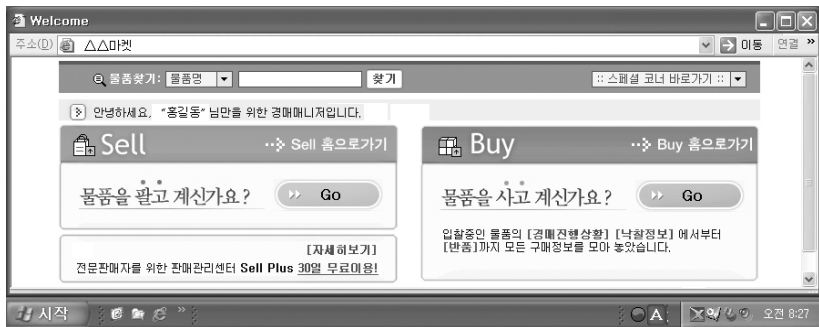 Welcome
주소(D) △△마켓 이동 연결 »
물품찾기: 물품명 찾기 :: 스페셜 코너 바로가기 ::
안녕하세요, "홍길동" 님만을 위한 경매매니저입니다.
Sell Sell 홈으로가기
물품을 팔고 계신가요? Go
[자세히보기]
전문판매자를 위한 판매관리센터 Sell Plus 30일 무료이용!
Buy Buy 홈으로가기
물품을 사고 계신가요? Go
입찰중인 물품의 [경매진행상황] [낙찰정보] 에서부터
[반품]까지 모든 구매정보를 모아 놓았습니다.
시작 » A 오전 8:27